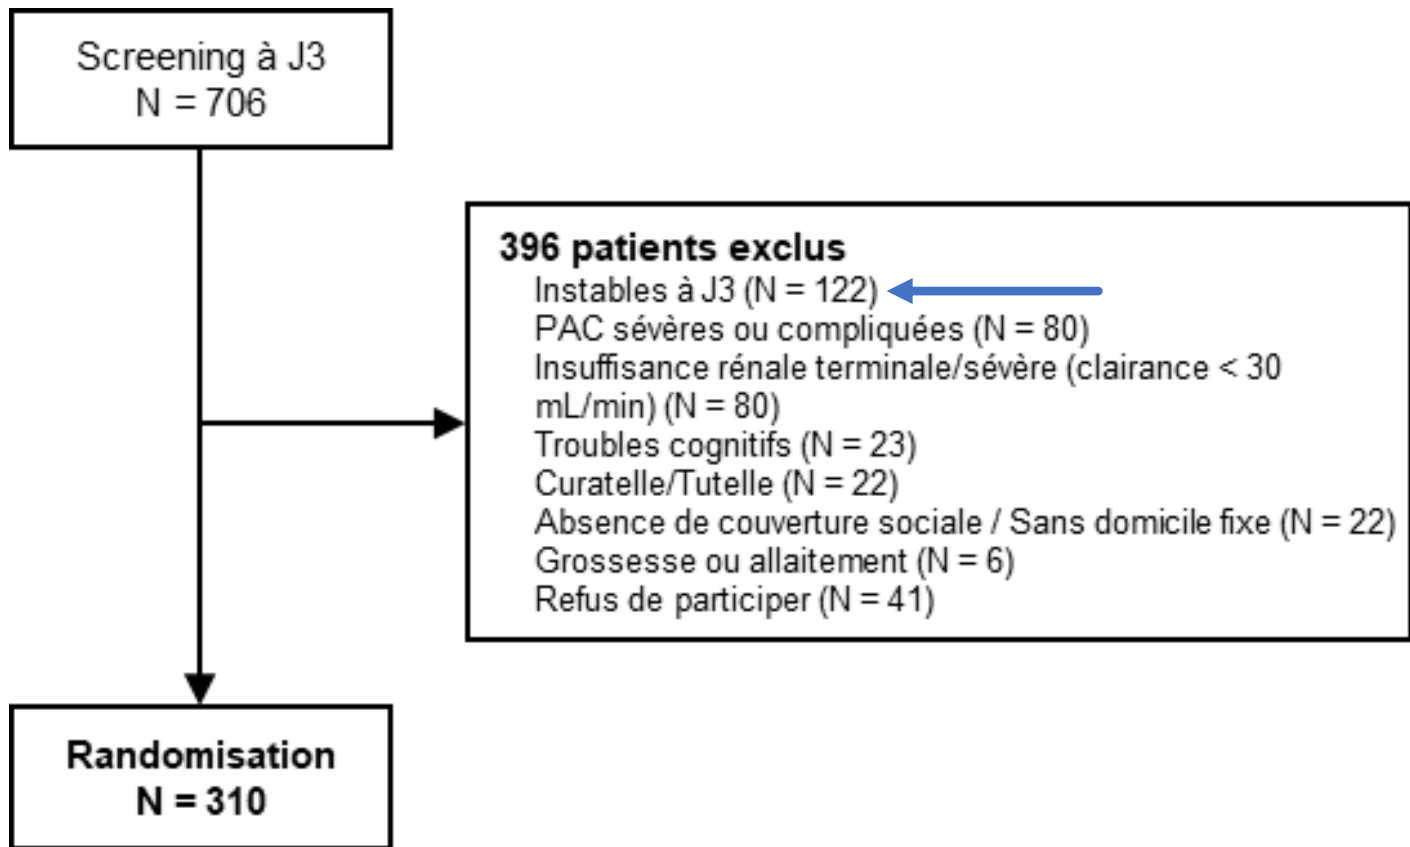 Screening à J3
N = 706
396 patients exclus
Instables à J3 (N = 122)
PAC sévères ou compliquées (N = 80)
Insuffisance rénale terminale/sévère (clairance < 30
mL/min) (N = 80)
Troubles cognitifs (N = 23)
Curatelle/Tutelle (N = 22)
Absence de couverture sociale / Sans domicile fixe (N = 22)
Grossesse ou allaitement (N = 6)
Refus de participer (N = 41)
Randomisation
N = 310